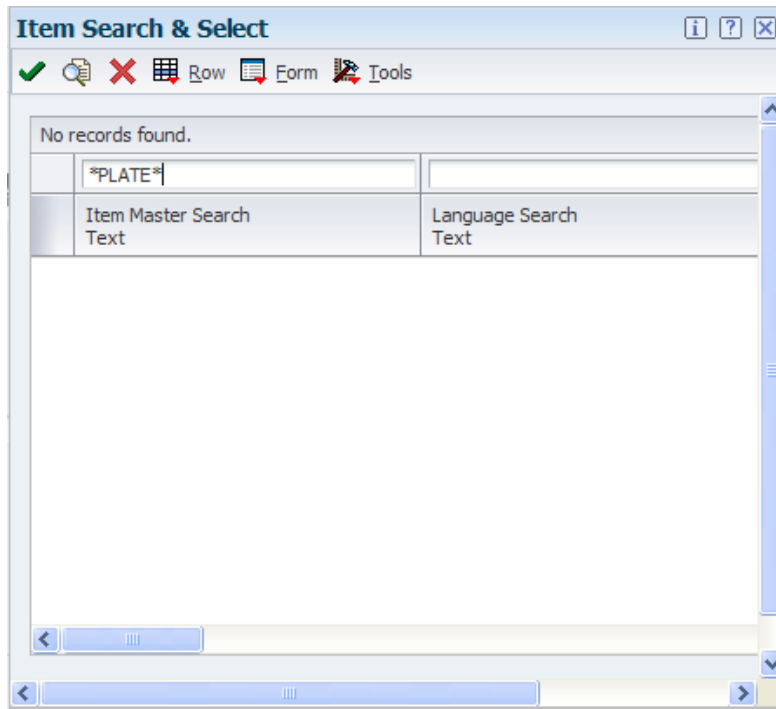 Item Search & Select
Row Form Tools
No records found.
*PLATE*
Item Master Search Text
Language Search Text